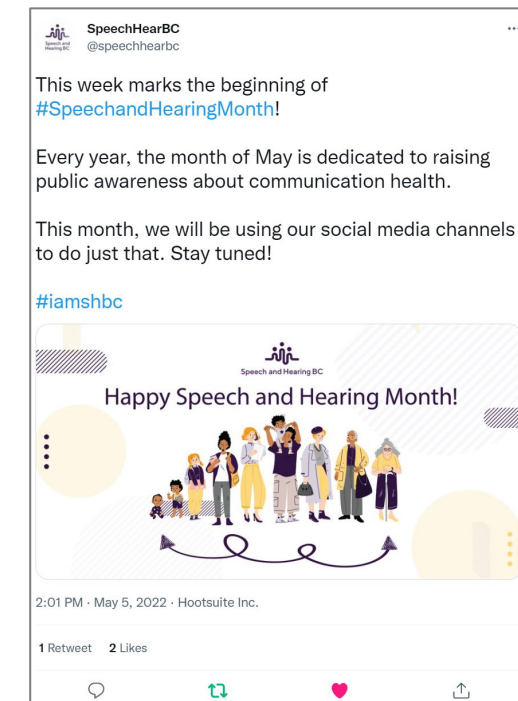 SpeechHearBC
@speechhearbc
Speech and
Hearing BC
This week marks the beginning of
#SpeechandHearingMonth!
Every year, the month of May is dedicated to raising
public awareness about communication health.
This month, we will be using our social media channels
to do just that. Stay tuned!
#iamshbc
Speech and Hearing BC
Happy Speech and Hearing Month!
2:01 PM · May 5, 2022 · Hootsuite Inc.
1 Retweet 2 Likes